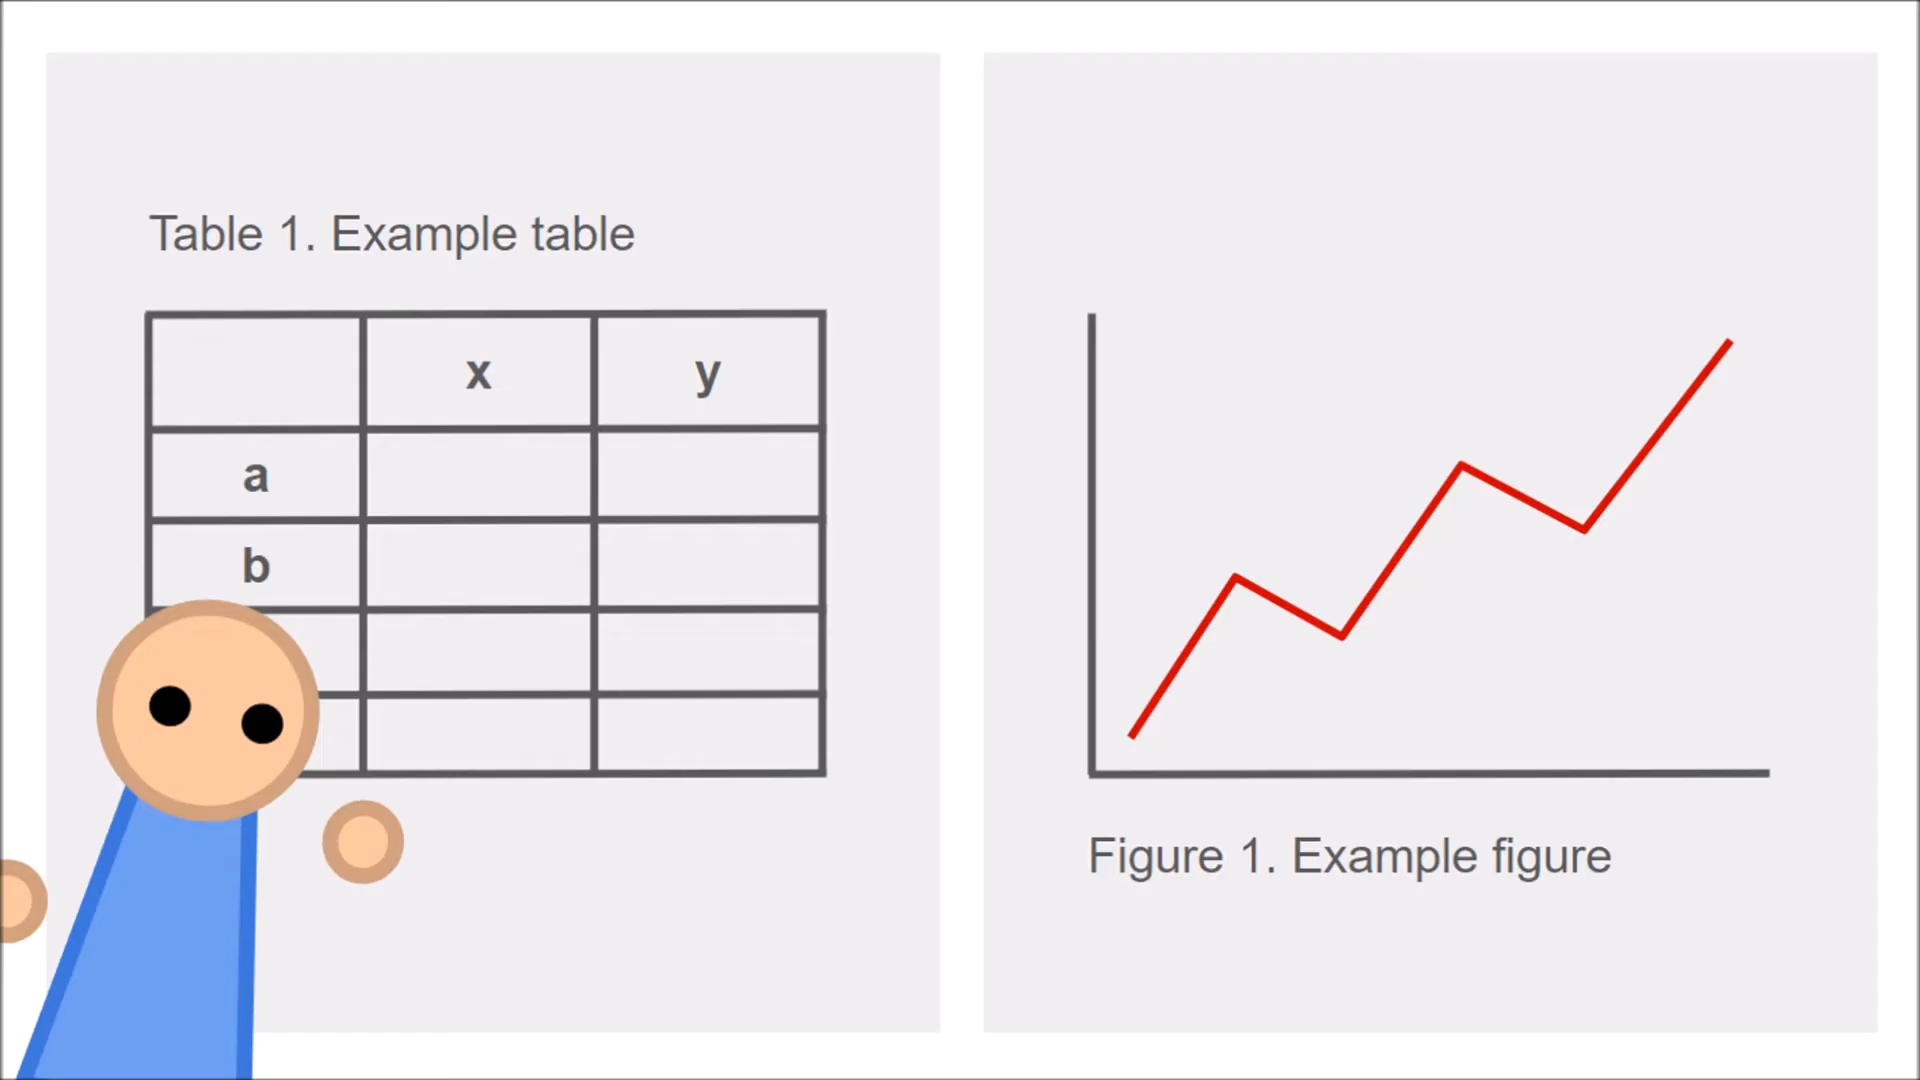 Table 1. Example table
x y
a
b
Figure 1. Example figure